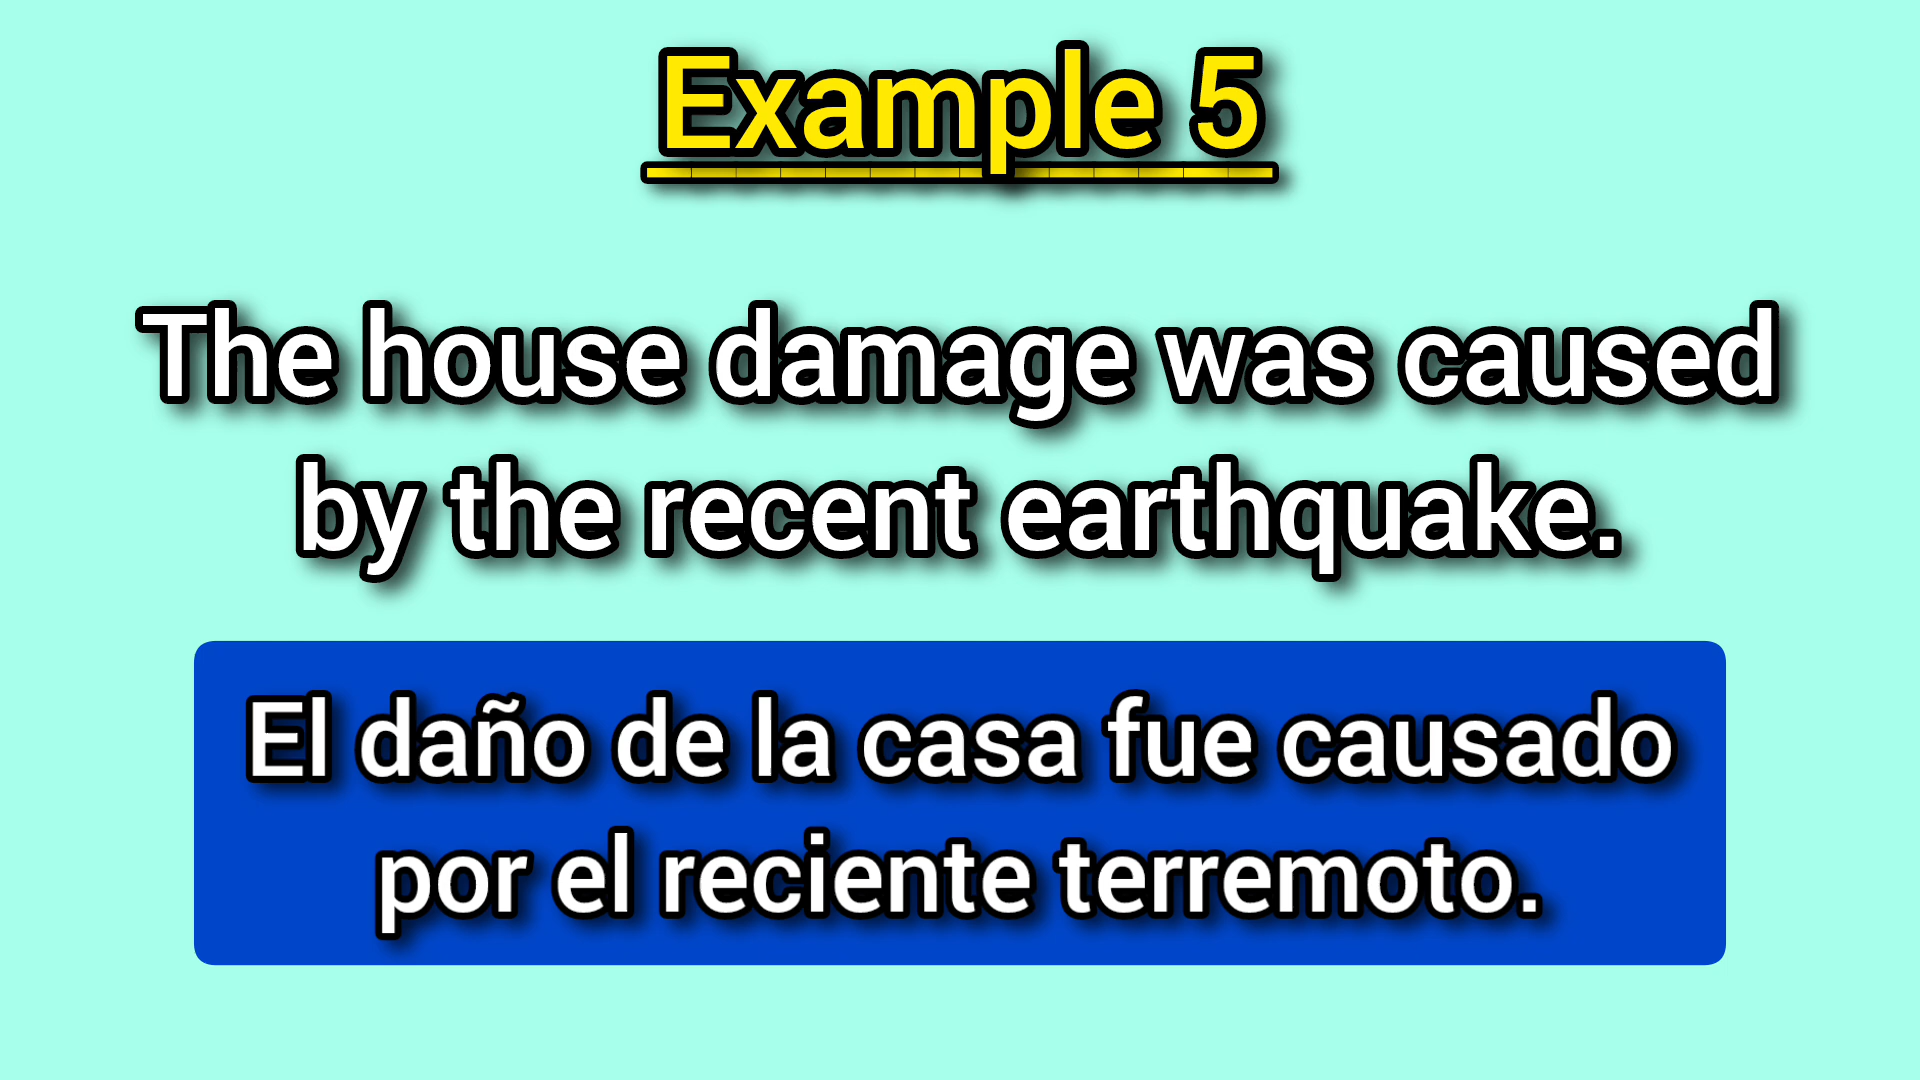 Example 5
The house damage was caused
by the recent earthquake.
El daño de la casa fue causado
por el reciente terremoto.